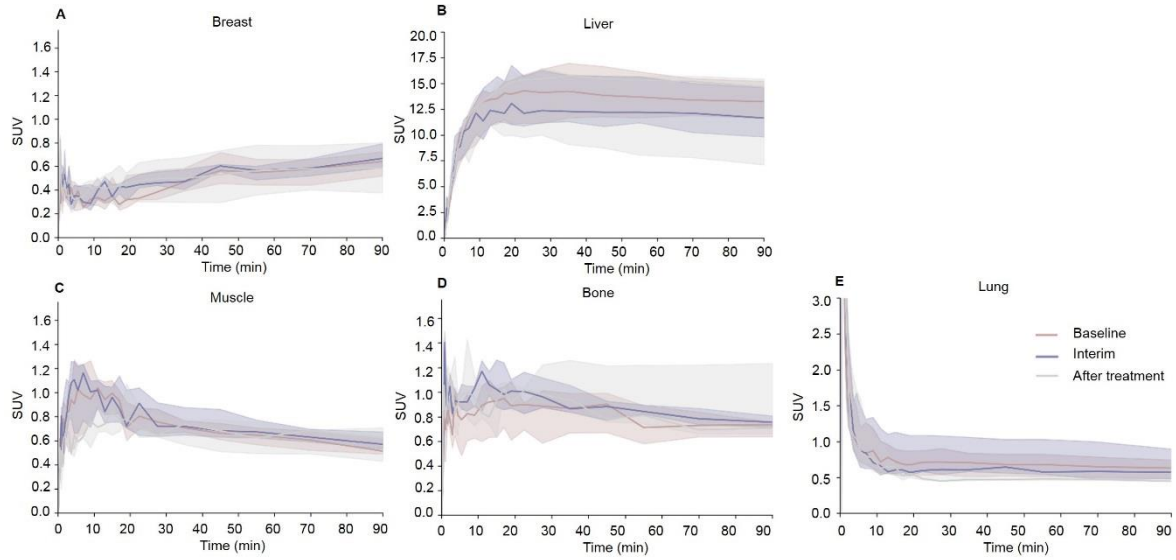 A
Breast
SUV
1.6
1.4
1.2
1.0
0.8
0.6
0.4
0.2
0.0
0 10 20 30 40 50 60 70 80 90
Time (min)
B
Liver
SUV
20.0
17.5
15.0
12.5
10.0
7.5
5.0
2.5
0.0
0 10 20 30 40 50 60 70 80 90
Time (min)
C
Muscle
SUV
1.6
1.4
1.2
1.0
0.8
0.6
0.4
0.2
0.0
0 10 20 30 40 50 60 70 80 90
Time (min)
D
Bone
SUV
1.6
1.4
1.2
1.0
0.8
0.6
0.4
0.2
0.0
0 10 20 30 40 50 60 70 80 90
Time (min)
E
Lung
SUV
3.0
2.5
2.0
1.5
1.0
0.5
0.0
0 10 20 30 40 50 60 70 80 90
Time (min)
Baseline
Interim
After treatment